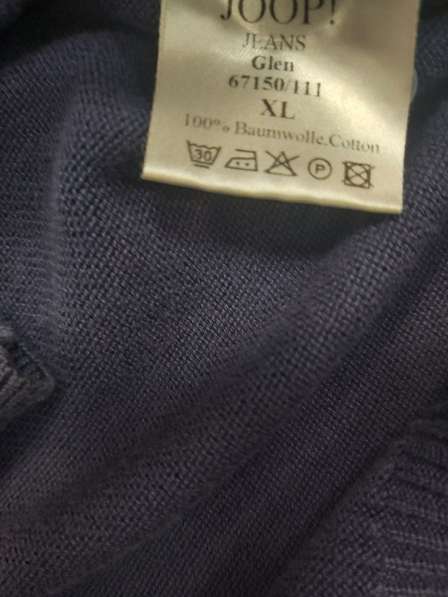 JOOP!
JEANS
Glen
67150/111
XL
100% Baumwolle.Cotton
30
P